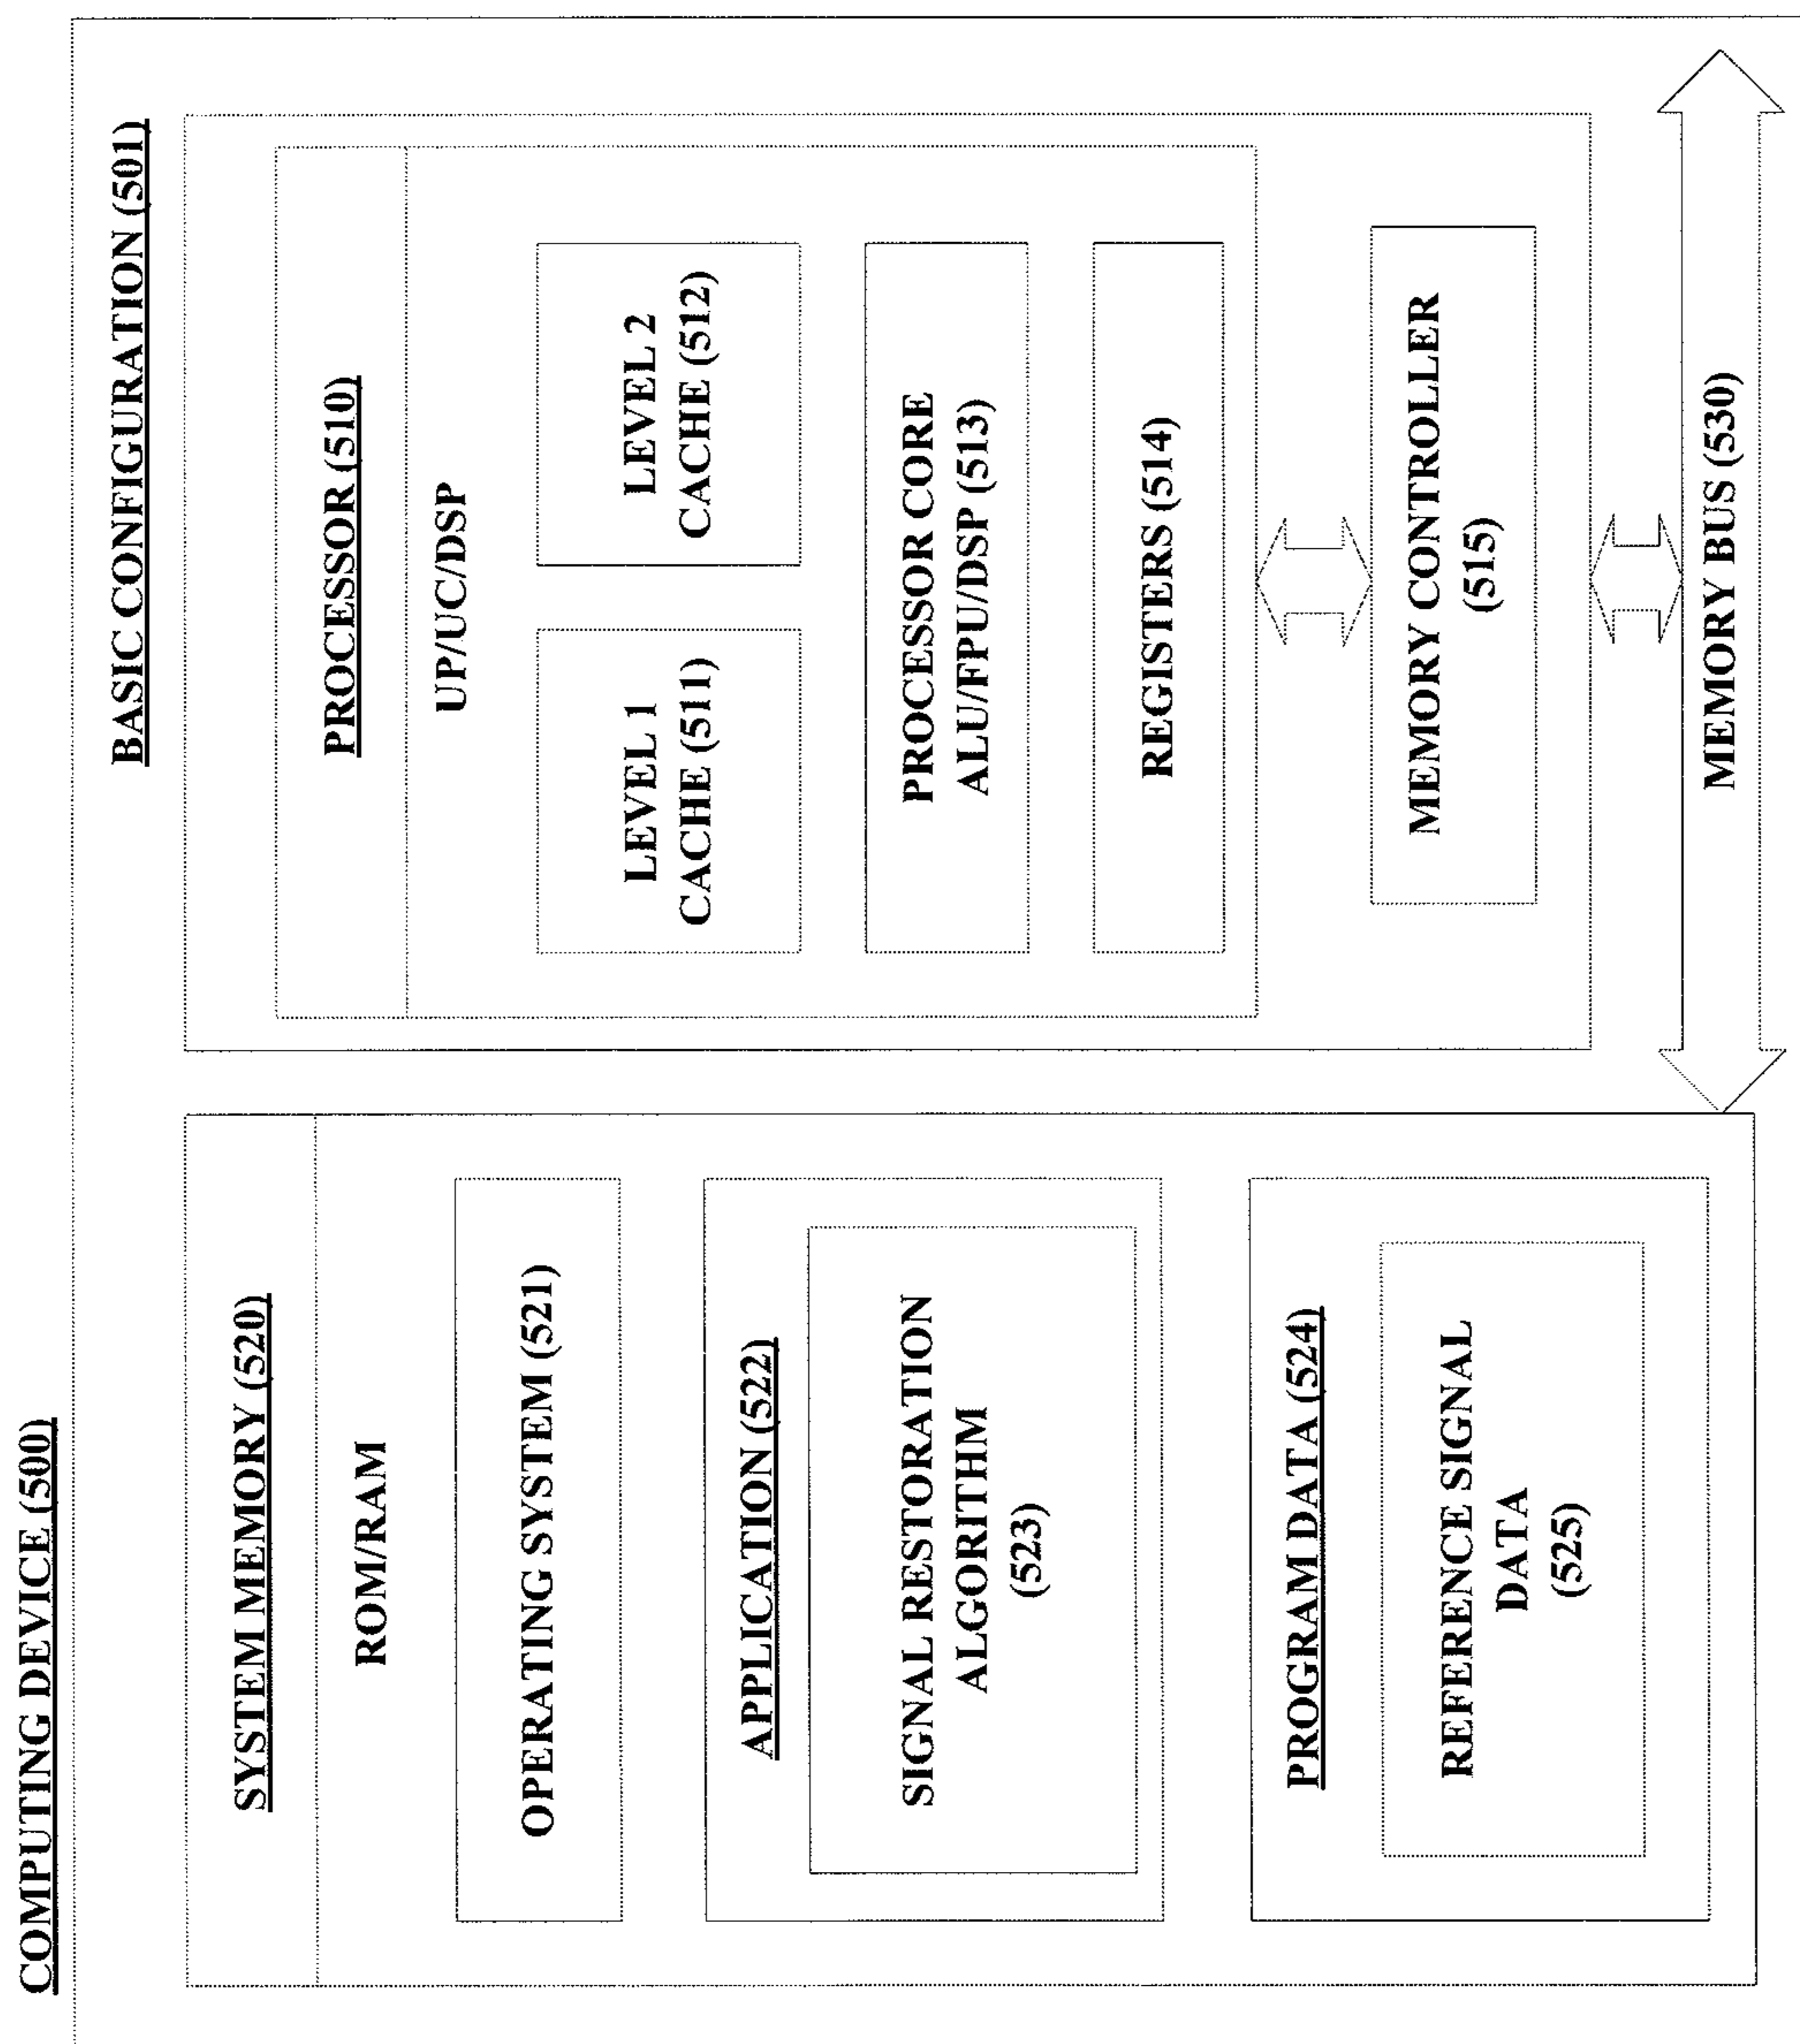 COMPUTING DEVICE (500)
SYSTEM MEMORY (520)
ROM/RAM
OPERATING SYSTEM (521)
APPLICATION (522)
SIGNAL RESTORATION
ALGORITHM
(523)
PROGRAM DATA (524)
REFERENCE SIGNAL
DATA
(525)
BASIC CONFIGURATION (501)
PROCESSOR (510)
UP/UC/DSP
LEVEL 1
CACHE (511)
LEVEL 2
CACHE (512)
PROCESSOR CORE
ALU/FPU/DSP (513)
REGISTERS (514)
MEMORY CONTROLLER
(515)
MEMORY BUS (530)